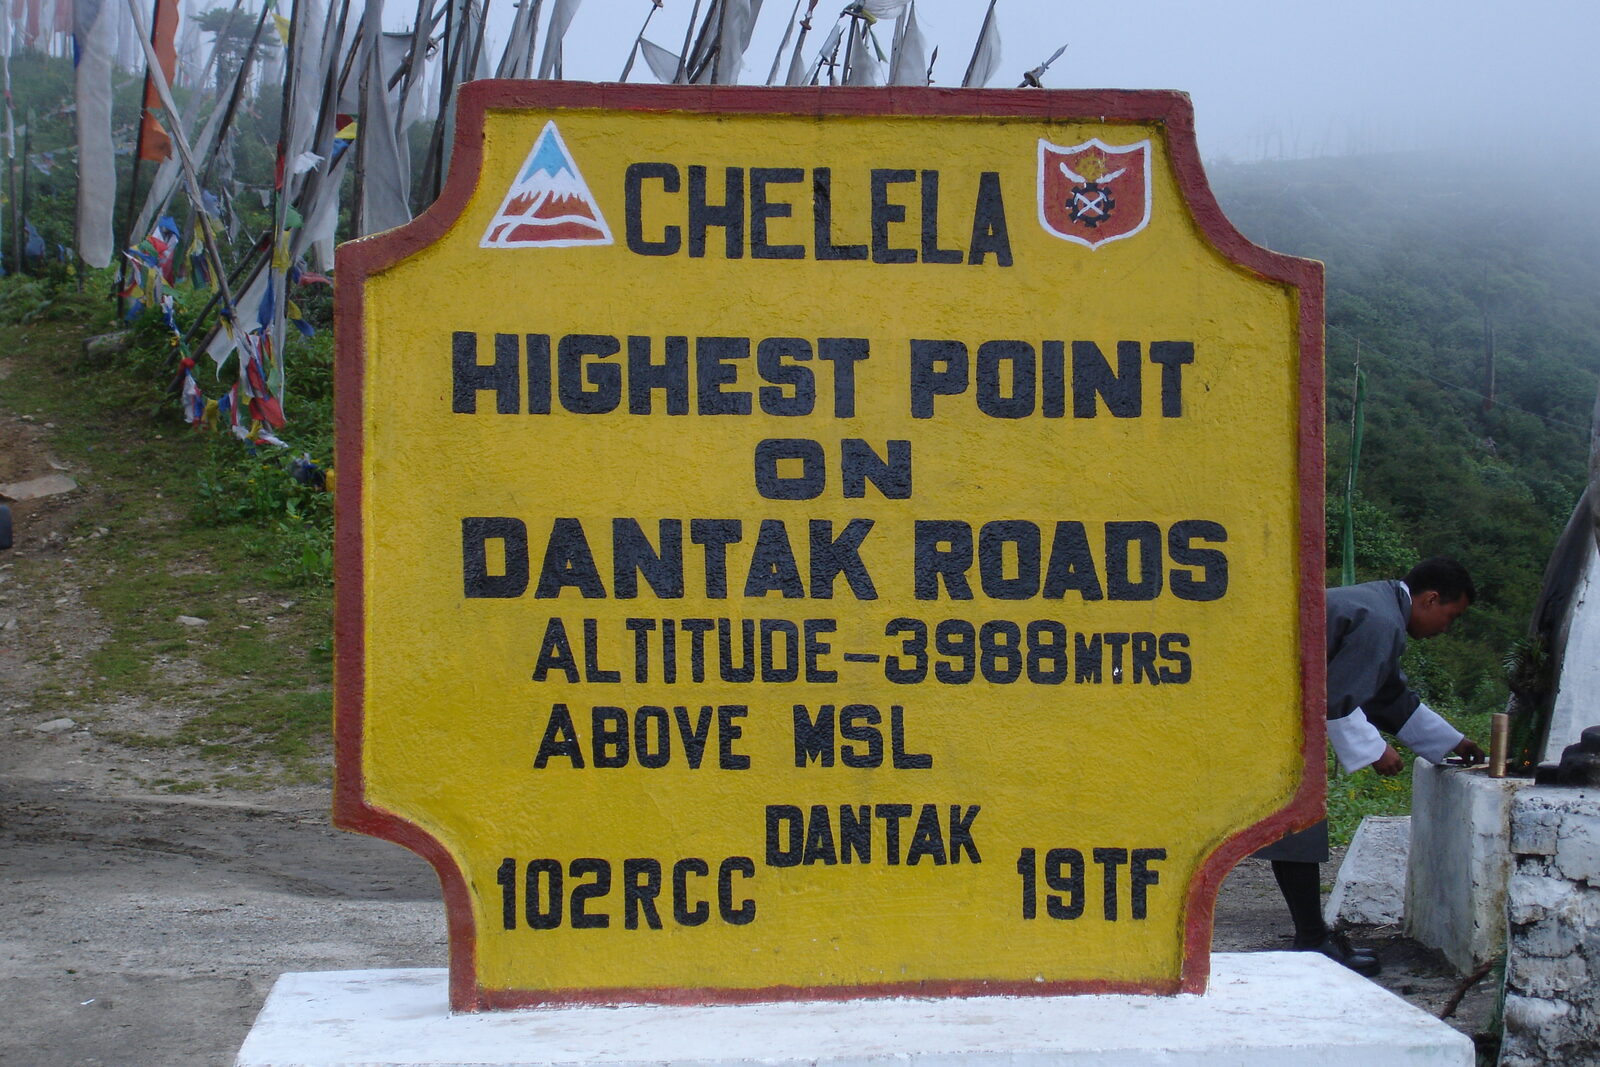 CHELELA
HIGHEST POINT
ON
DANTAK ROADS
ALTITUDE-3988MTRS
ABOVE MSL
DANTAK
102RCC 19TF